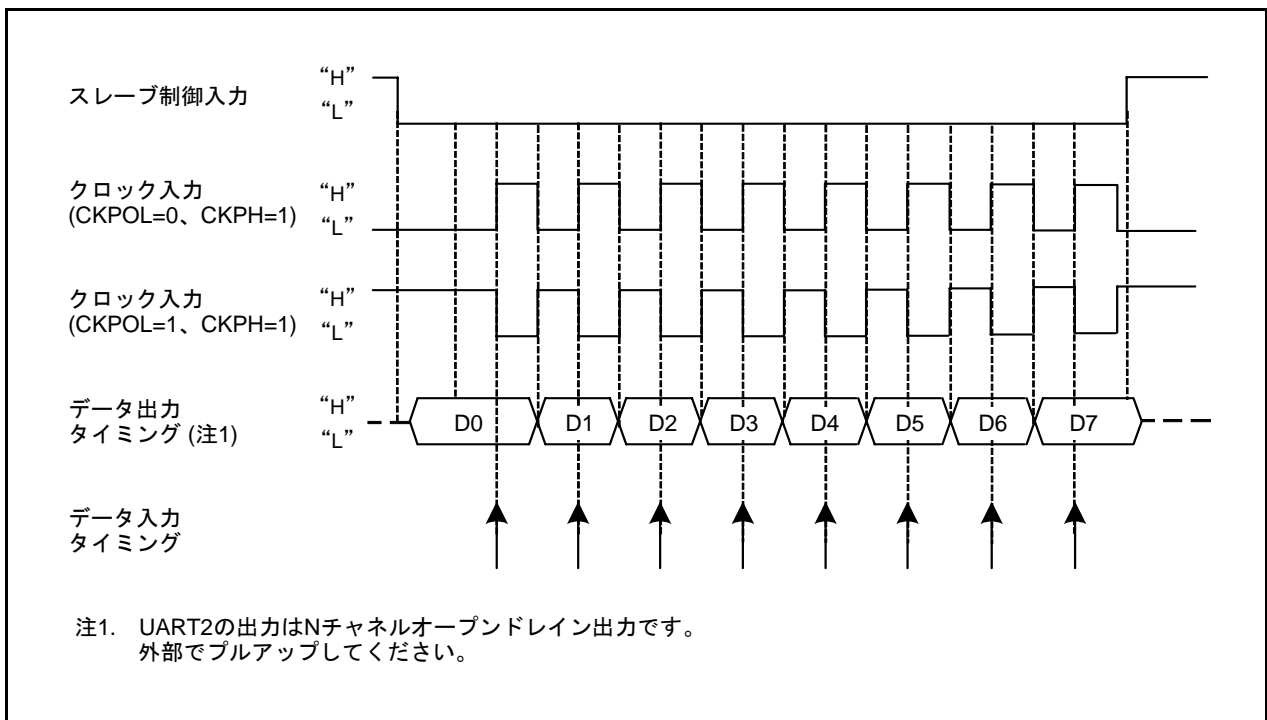 スレーブ制御入力
“H”
“L”
クロック入力
(CKPOL=0、CKPH=1)
“H”
“L”
クロック入力
(CKPOL=1、CKPH=1)
“H”
“L”
データ出力
タイミング (注1)
“H”
“L”
D0 D1 D2 D3 D4 D5 D6 D7
データ入力
タイミング
注1. UART2の出力はNチャネルオープンドレイン出力です。
外部でプルアップしてください。